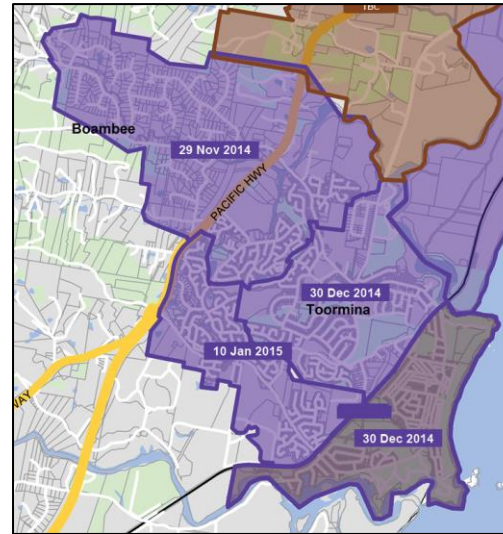 TBC
Boambee
29 Nov 2014
PACIFIC HWY
30 Dec 2014
Toormina
10 Jan 2015
WAY
30 Dec 2014